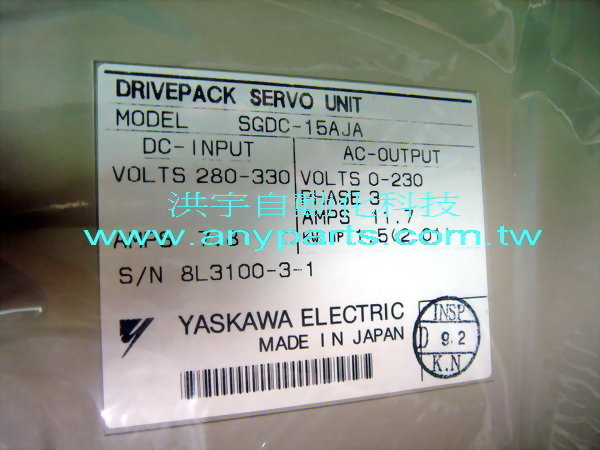 DRIVEPACK SERVO UNIT
MODEL SGDC-15AJA
DC-INPUT AC-OUTPUT
VOLTS 280-330 VOLTS 0-230
PHASE 3
洪宇自動化科技
AMPS 11.7
AMPS
www.anyparts.com.tw
S/N 8L3100-3-1
YASKAWA ELECTRIC
MADE IN JAPAN
INSP
9.2
K.N